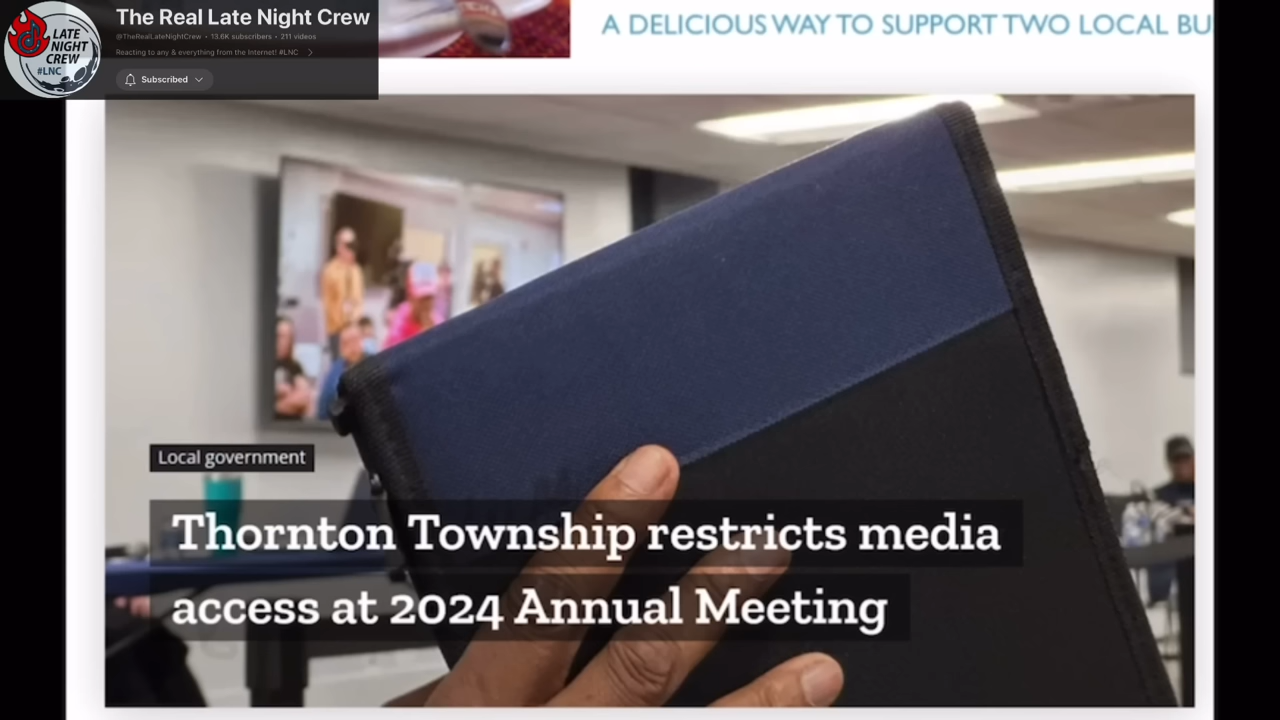 The Real Late Night Crew
@TheRealLateNightCrew • 13.6K subscribers • 211 videos
Reacting to any & everything from the Internet! #LNC
Subscribed
LATE
NIGHT
CREW
#LNC
A DELICIOUS WAY TO SUPPORT TWO LOCAL BU
Local government
Thornton Township restricts media
access at 2024 Annual Meeting